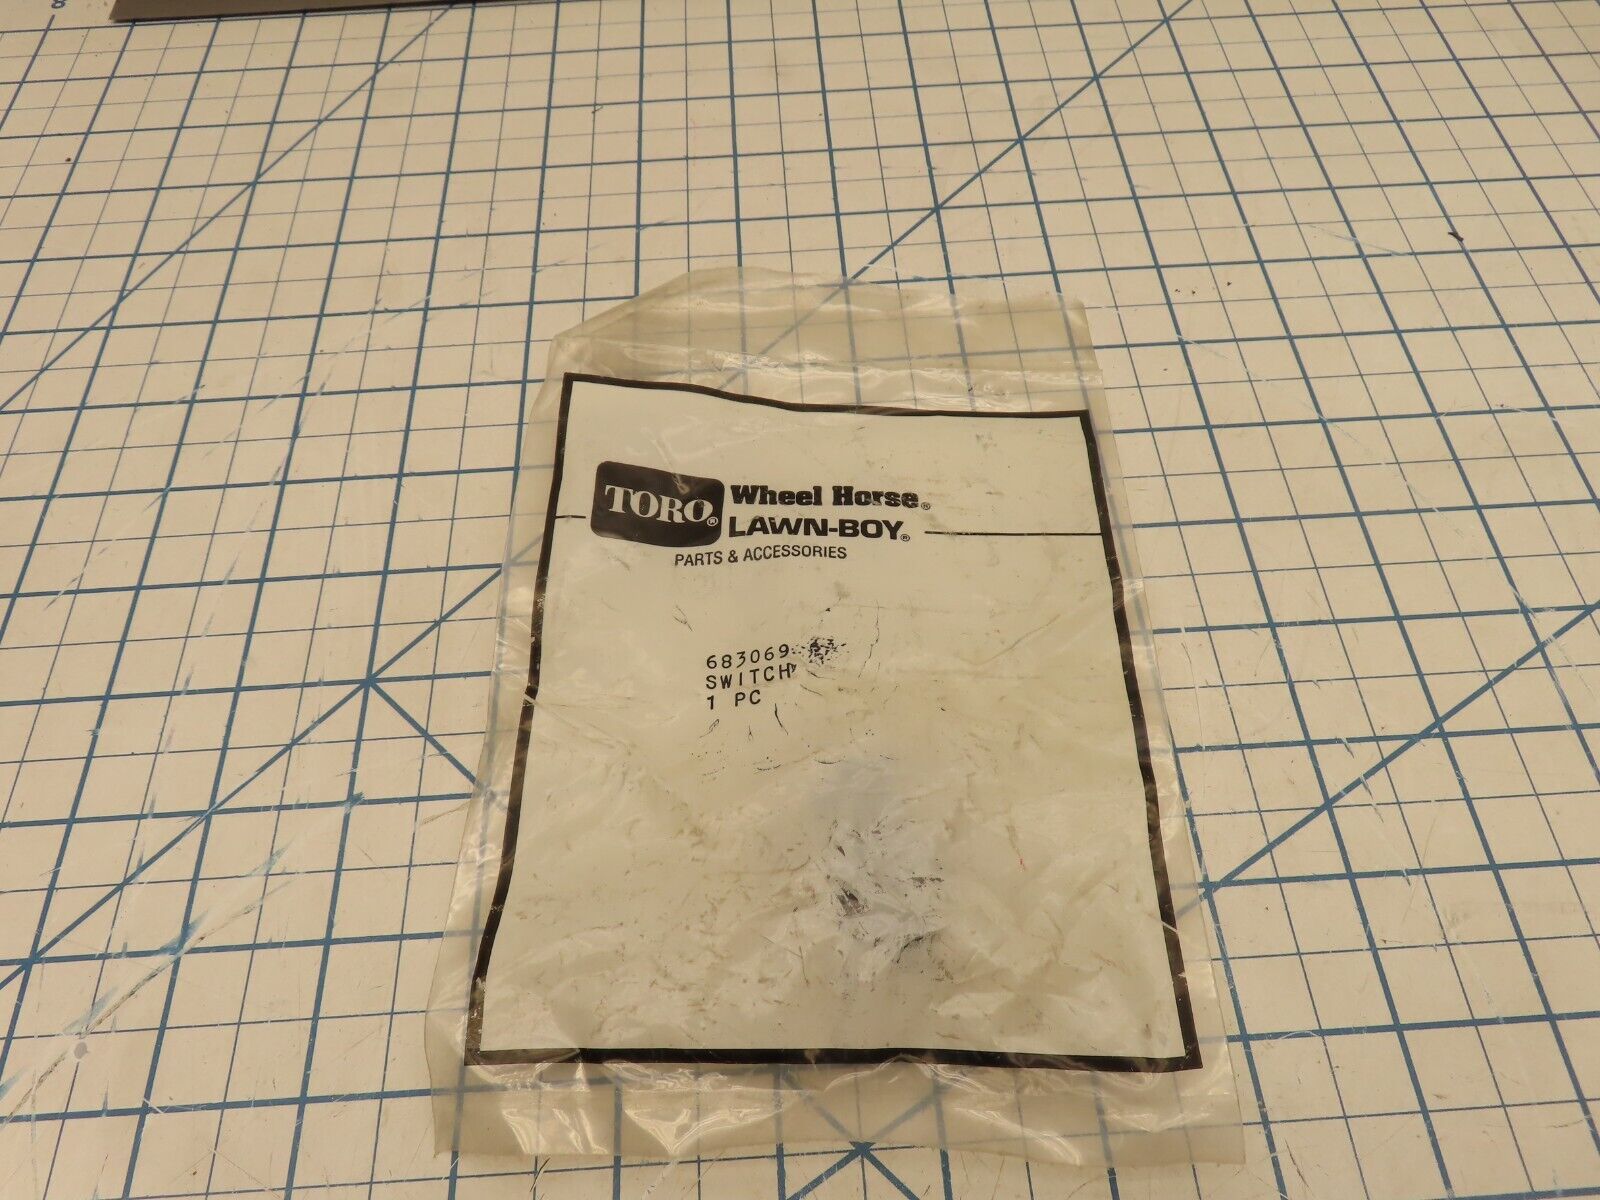 TORO® Wheel Horse®
LAWN-BOY®
PARTS & ACCESSORIES
683069
SWITCH
1 PC